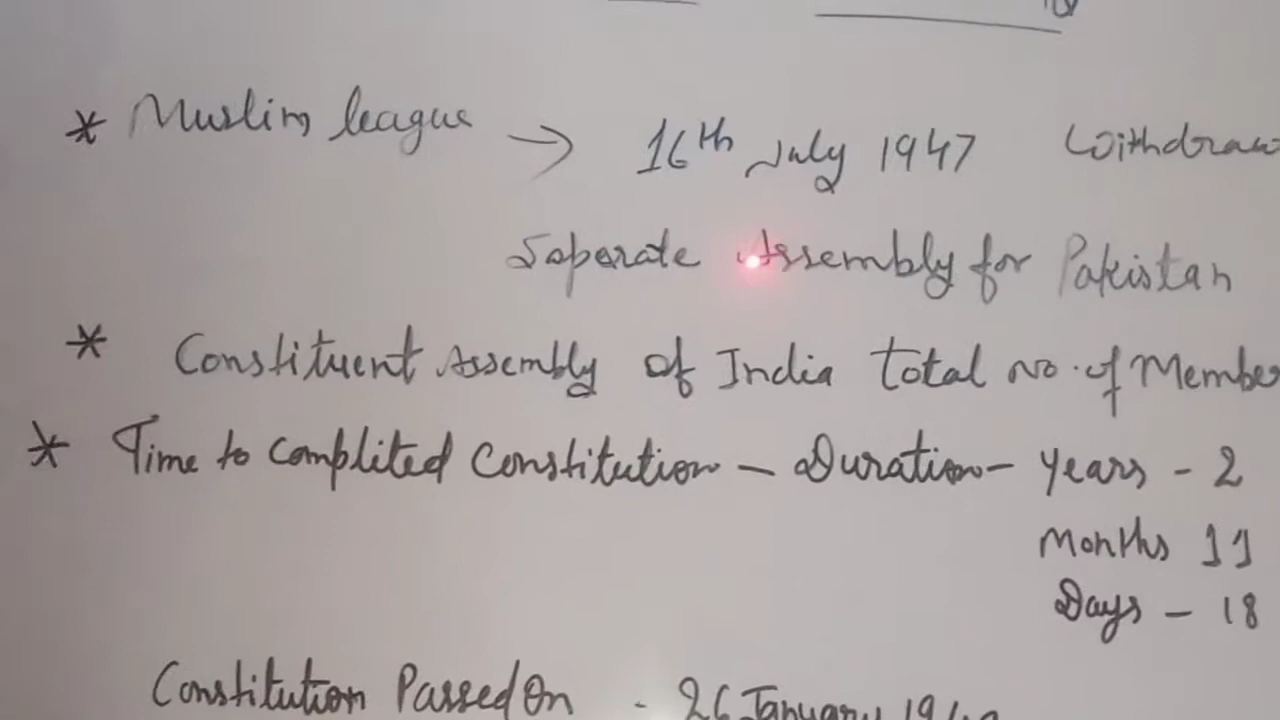 * Muslim league → 16th July 1947 Withdraw
Seperate Assembly for Pakistan
* Constituent Assembly of India total no. of Member
* Time to Complited Constitution - Duration - years - 2
Months 11
Days - 18
Constitution Passed On - 26 January